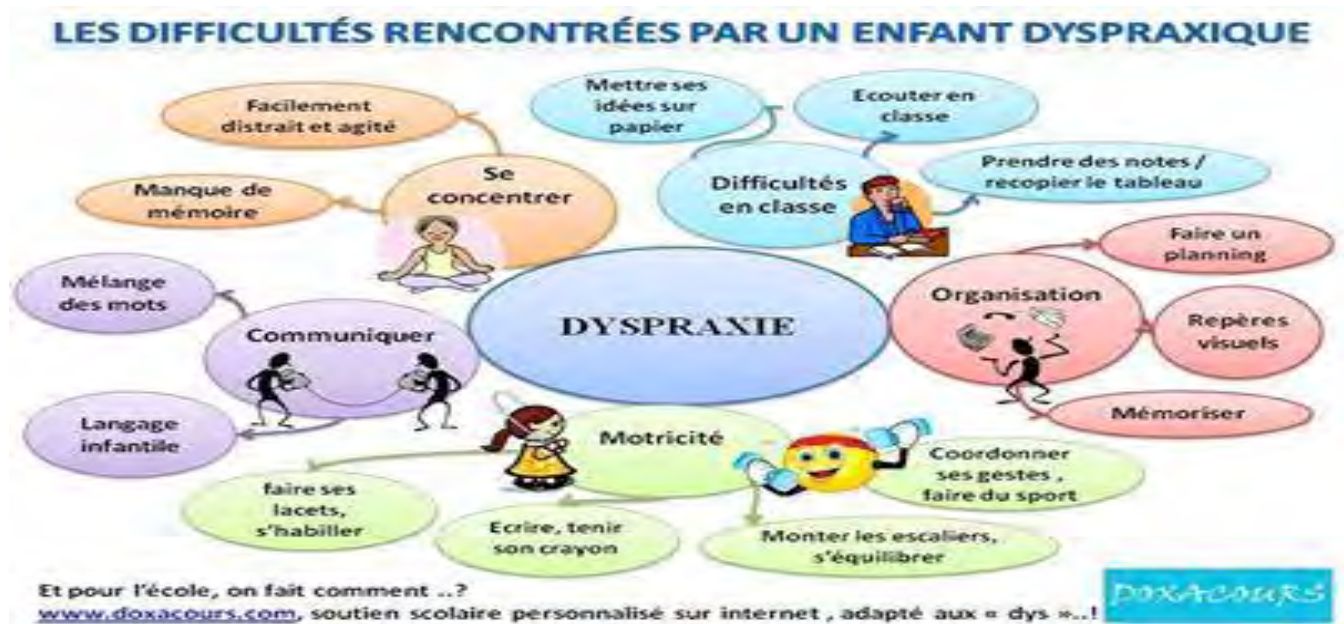 LES DIFFICULTÉS RENCONTRÉES PAR UN ENFANT DYSPRAXIQUE
Facilement
distrait et agité
Manque de
mémoire
Se
concentrer
Mettre ses
idées sur
papier
Ecouter en
classe
Prendre des notes /
recopier le tableau
Difficultés
en classe
Faire un
planning
Organisation
Repères
visuels
Mémoriser
DYSPRAXIE
Mélange
des mots
Communiquer
Langage
infantile
Motricité
faire ses
lacets,
s'habiller
Ecrire, tenir
son crayon
Monter les escaliers,
s'équilibrer
Coordonner
ses gestes ,
faire du sport
Et pour l'école, on fait comment ..?
www.doxacours.com, soutien scolaire personnalisé sur internet , adapté aux « dys »..!
DOXACOURS